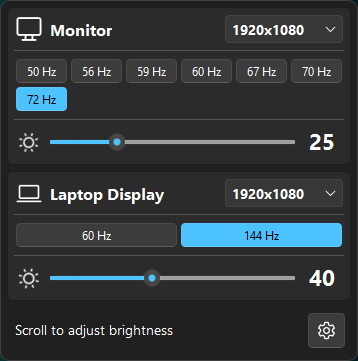 Monitor 1920x1080
50 Hz 56 Hz 59 Hz 60 Hz 67 Hz 70 Hz
72 Hz
25
Laptop Display 1920x1080
60 Hz 144 Hz
40
Scroll to adjust brightness